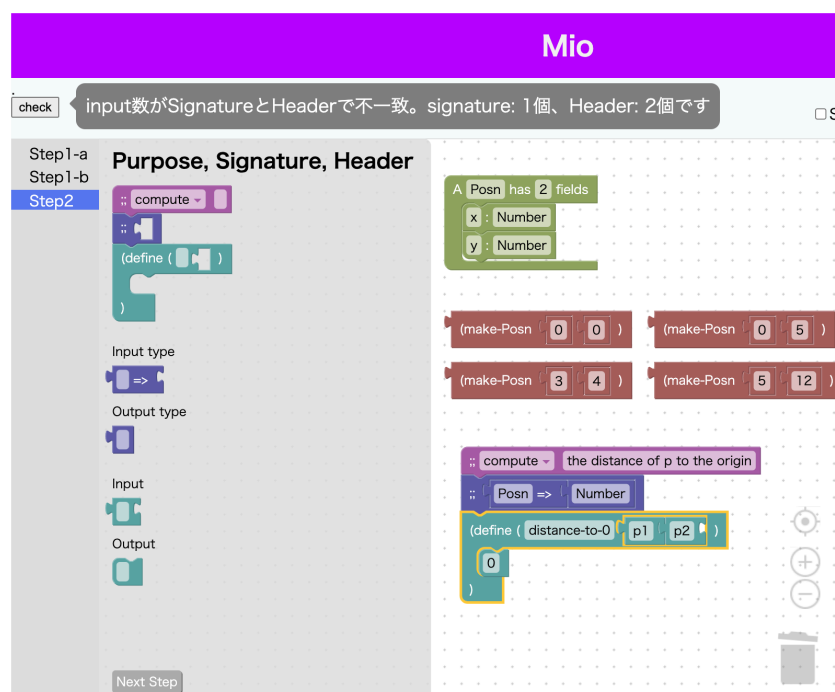 Mio
check
input数がSignatureとHeaderで不一致。signature: 1個、Header: 2個です
Step1-a
Step1-b
Step2
Purpose, Signature, Header
;; compute
;;
(define ( )
)
Input type
=>
Output type
Input
Output
Next Step
A Posn has 2 fields
x : Number
y : Number
(make-Posn 0 0 )
(make-Posn 0 5 )
(make-Posn 3 4 )
(make-Posn 5 12 )
;; compute the distance of p to the origin
;; Posn => Number
(define ( distance-to-0 p1 p2 )
0
)